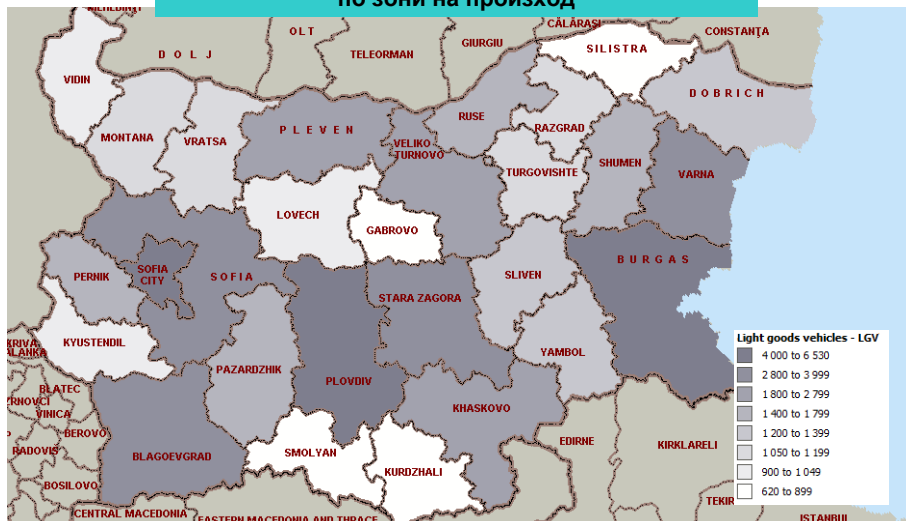 по зони на произход
MEHEDINŢ
DOLJ
OLT
TELEORMAN
GIURGIU
CĂLĂRAŞI
CONSTANŢA
VIDIN
SILISTRA
DOBRICH
MONTANA
VRATSA
PLEVEN
VELIKO
TURNOVO
RUSE
RAZGRAD
SHUMEN
VARNA
TURGOVISHTE
LOVECH
GABROVO
BURGAS
PERNIK
SOFIA
CITY
SOFIA
STARA ZAGORA
SLIVEN
KYUSTENDIL
YAMBOL
PAZARDZHIK
PLOVDIV
KHASKOVO
BLAGOEVGRAD
SMOLYAN
KURDZHALI
KRIVA
ALANKA
BLATEC
ZRNOVCI
VINICA
BEROVO
RADOVIS
BOSILOVO
CENTRAL MACEDONIA
EASTERN MACEDONIA AND THRACE
EDIRNE
KIRKLARELI
TEKIR
ISTANBUL
Light goods vehicles - LGV
4 000 to 6 530
2 800 to 3 999
1 800 to 2 799
1 400 to 1 799
1 200 to 1 399
1 050 to 1 199
900 to 1 049
620 to 899